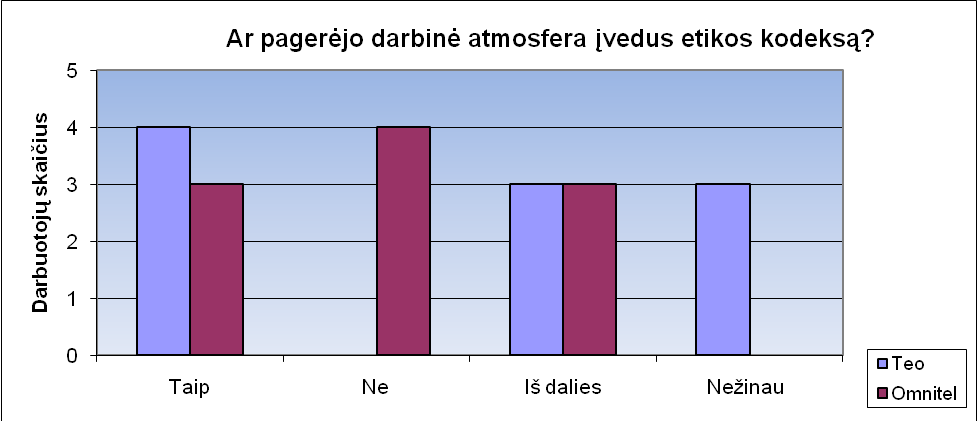 Ar pagerėjo darbinė atmosfera įvedus etikos kodeksą?
Darbuotojų skaičius
5
4
3
2
1
0
Taip Ne Iš dalies Nežinau
Teo
Omnitel